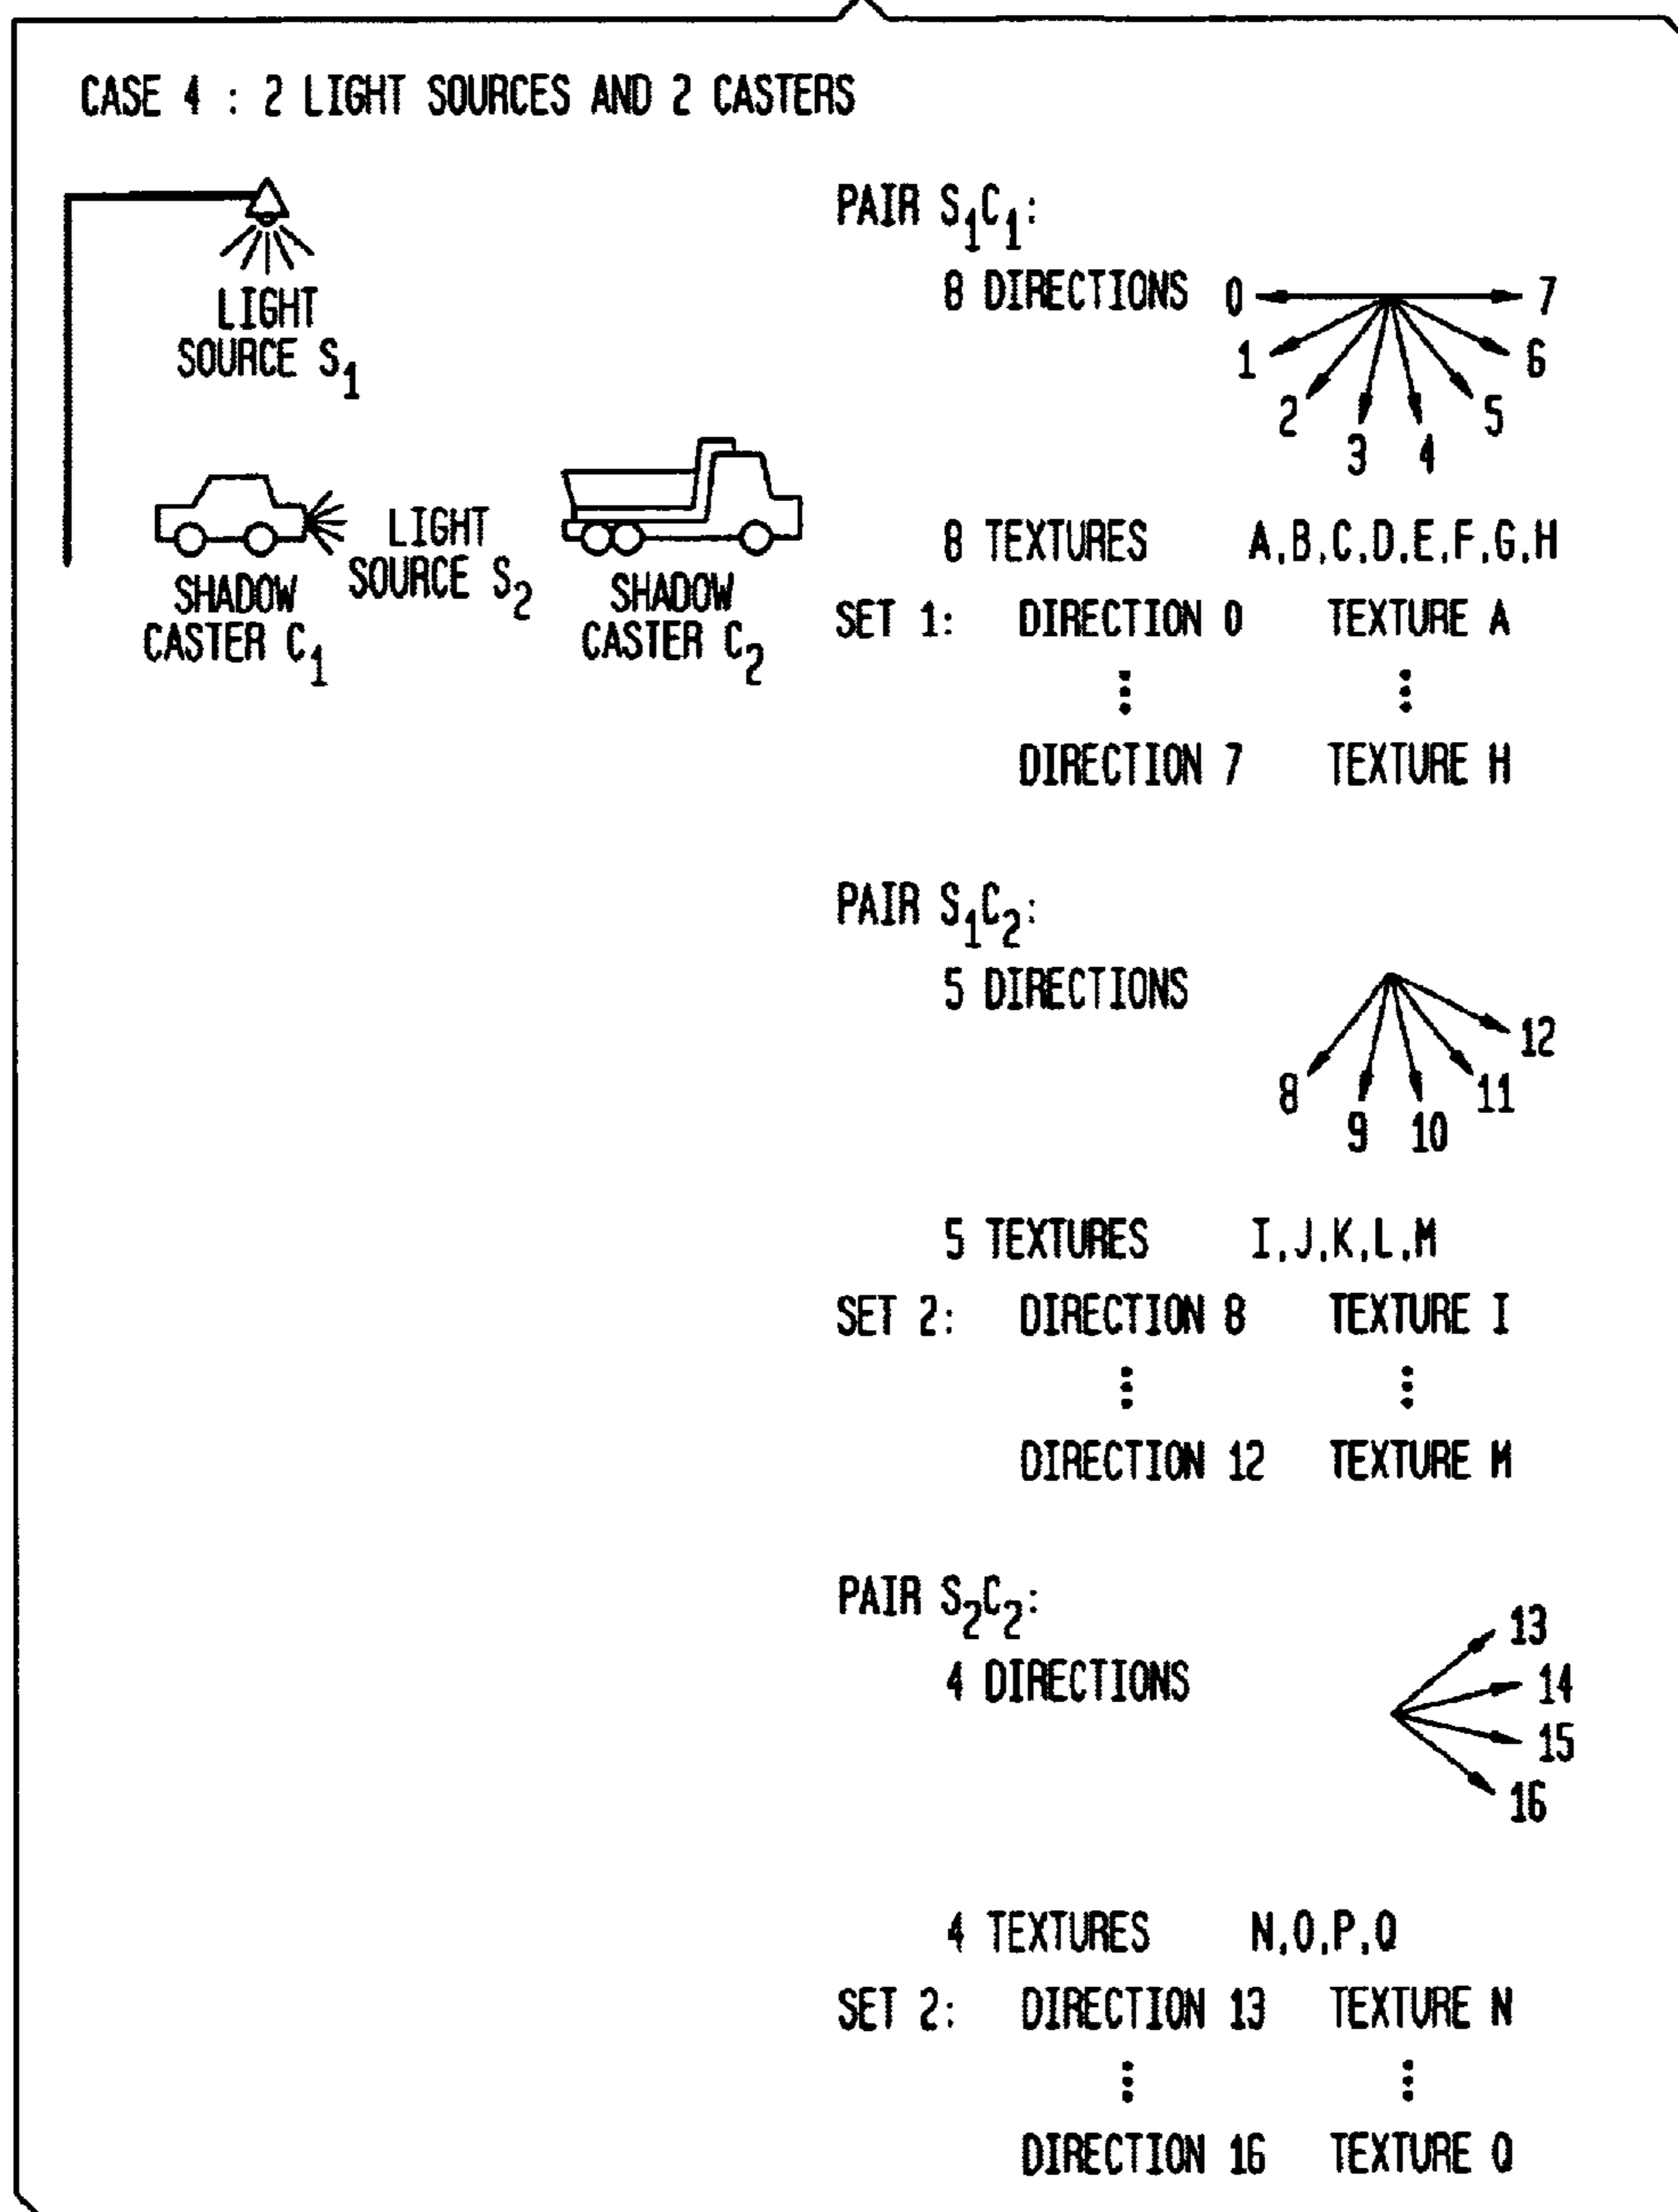 CASE 4 : 2 LIGHT SOURCES AND 2 CASTERS
LIGHT
SOURCE S1
LIGHT
SOURCE S2
SHADOW
CASTER C1
SHADOW
CASTER C2
PAIR S1C1:
8 DIRECTIONS
0
1
2
3
4
5
6
7
8 TEXTURES A,B,C,D,E,F,G,H
SET 1: DIRECTION 0 TEXTURE A
DIRECTION 7 TEXTURE H
PAIR S1C2:
5 DIRECTIONS
8
9
10
11
12
5 TEXTURES I,J,K,L,M
SET 2: DIRECTION 8 TEXTURE I
DIRECTION 12 TEXTURE M
PAIR S2C2:
4 DIRECTIONS
13
14
15
16
4 TEXTURES N,O,P,Q
SET 2: DIRECTION 13 TEXTURE N
DIRECTION 16 TEXTURE Q